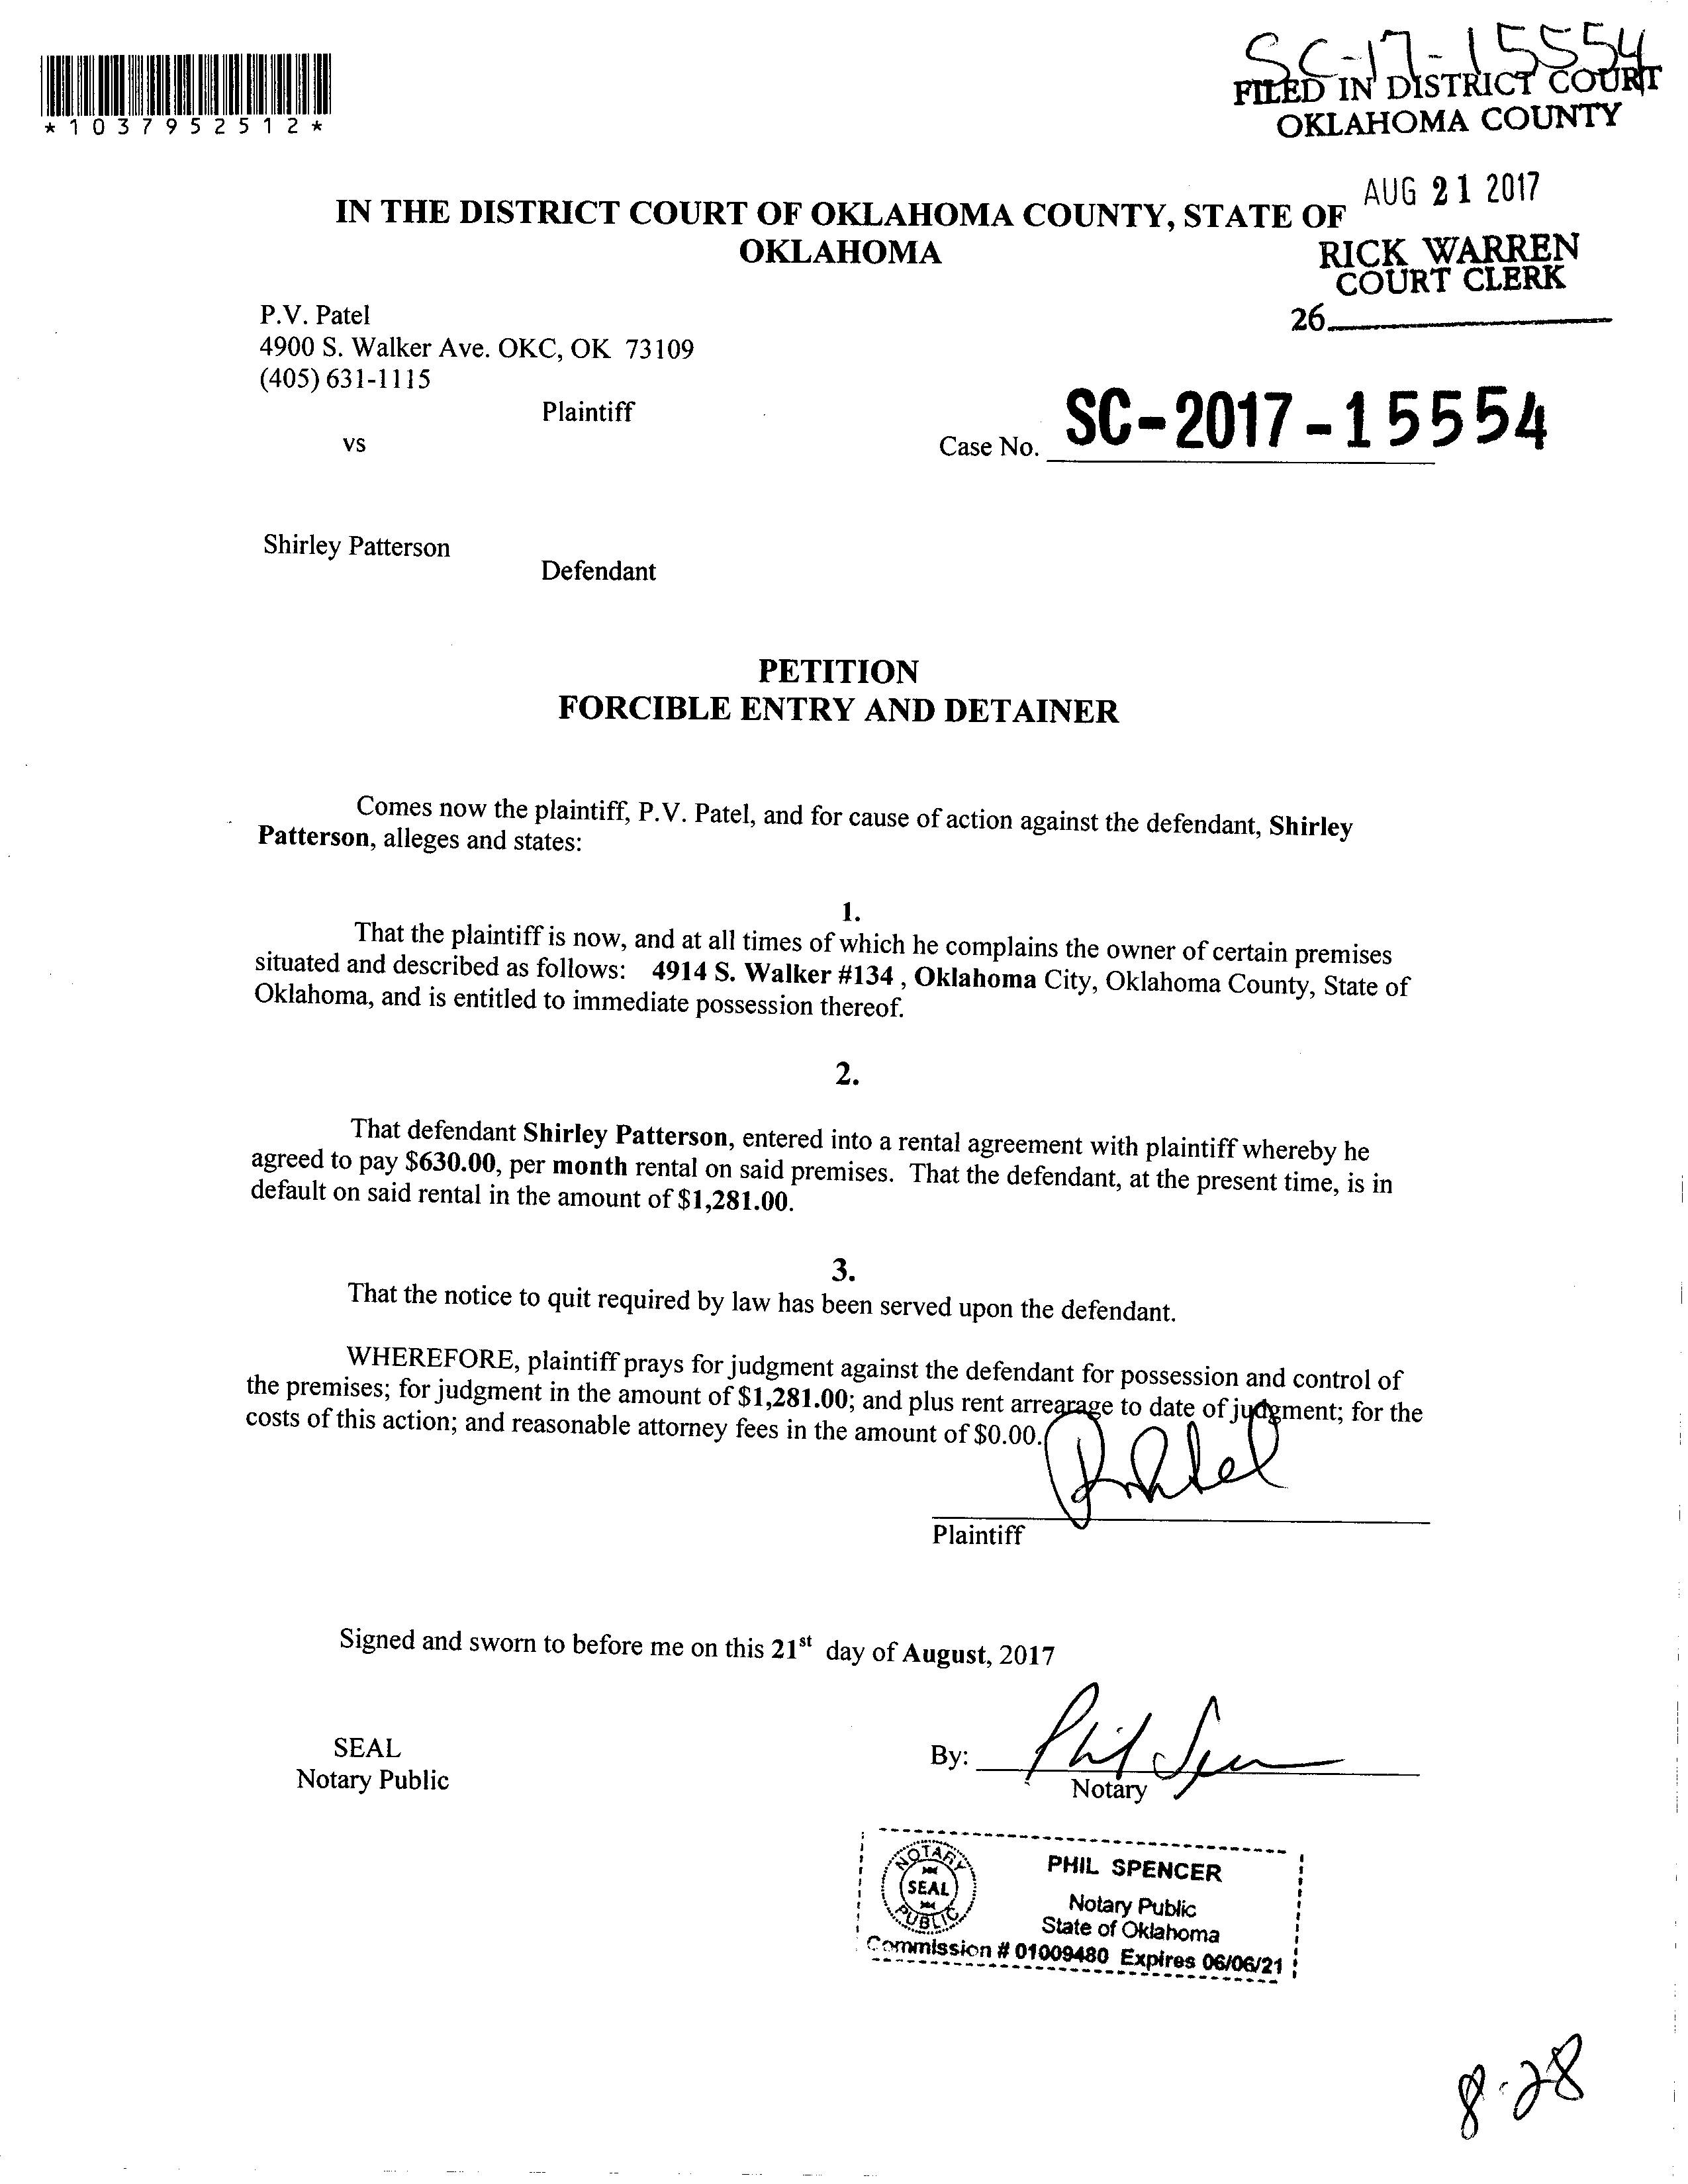 SC-17-15554
FILED IN DISTRICT COURT
OKLAHOMA COUNTY
*1037952512*
AUG 21 2017
IN THE DISTRICT COURT OF OKLAHOMA COUNTY, STATE OF
OKLAHOMA
RICK WARREN
COURT CLERK
26
P.V. Patel
4900 S. Walker Ave. OKC, OK 73109
(405) 631-1115
Plaintiff
vs
Case No. SC-2017-15554
Shirley Patterson
Defendant
PETITION
FORCIBLE ENTRY AND DETAINER
Comes now the plaintiff, P.V. Patel, and for cause of action against the defendant, Shirley
Patterson, alleges and states:
1.
That the plaintiff is now, and at all times of which he complains the owner of certain premises
situated and described as follows: 4914 S. Walker #134 , Oklahoma City, Oklahoma County, State of
Oklahoma, and is entitled to immediate possession thereof.
2.
That defendant Shirley Patterson, entered into a rental agreement with plaintiff whereby he
agreed to pay $630.00, per month rental on said premises. That the defendant, at the present time, is in
default on said rental in the amount of $1,281.00.
3.
That the notice to quit required by law has been served upon the defendant.
WHEREFORE, plaintiff prays for judgment against the defendant for possession and control of
the premises; for judgment in the amount of $1,281.00; and plus rent arrearage to date of judgment; for the
costs of this action; and reasonable attorney fees in the amount of $0.00.
Plaintiff
Signed and sworn to before me on this 21st day of August, 2017
SEAL
Notary Public
By:
Notary
NOTARY
SEAL
PUBLIC
PHIL SPENCER
Notary Public
State of Oklahoma
Commission # 01009480 Expires 06/06/21
8-28